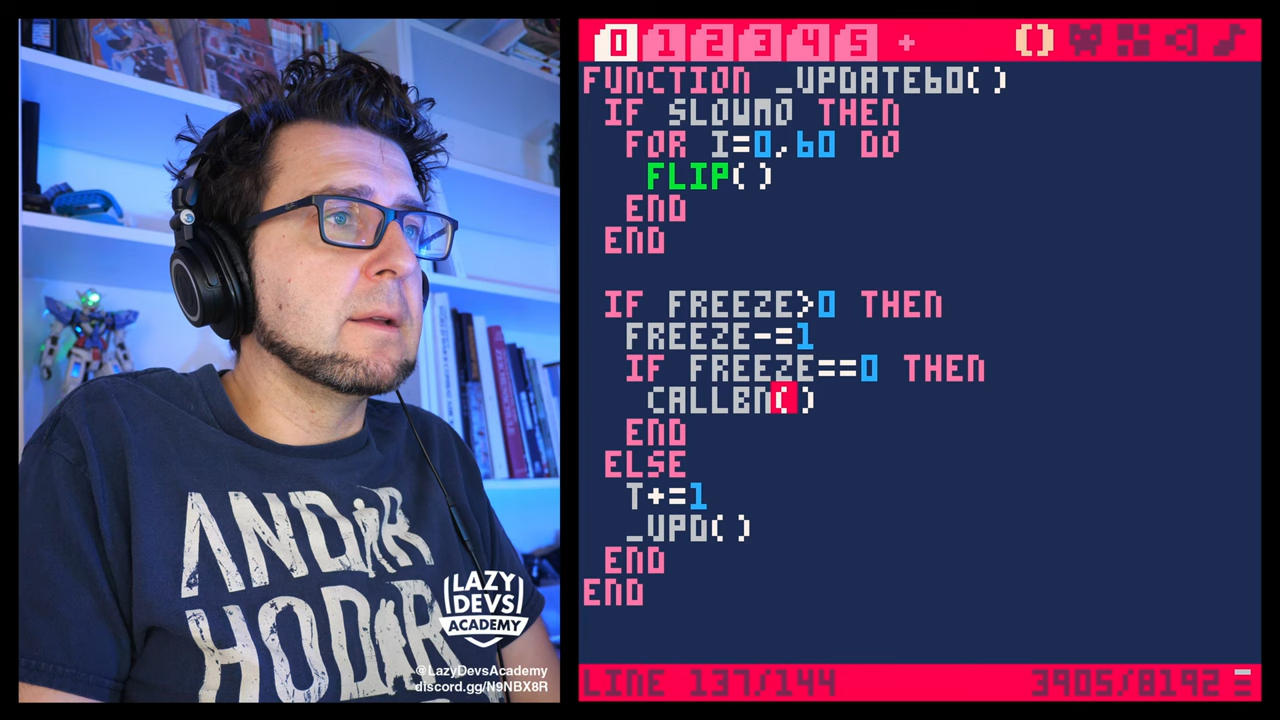 ANDOR
HODOR
LAZY
DEVS
ACADEMY
@LazyDevsAcademy
discord.gg/N9NBX8R
0 1 2 3 4 5 + ()
FUNCTION _UPDATE60()
IF SLOWMO THEN
FOR I=0,60 DO
FLIP()
END
END
IF FREEZE>0 THEN
FREEZE-=1
IF FREEZE==0 THEN
CALLBN()
END
ELSE
T+=1
_UPD()
END
END
LINE 137/144 3905/8192